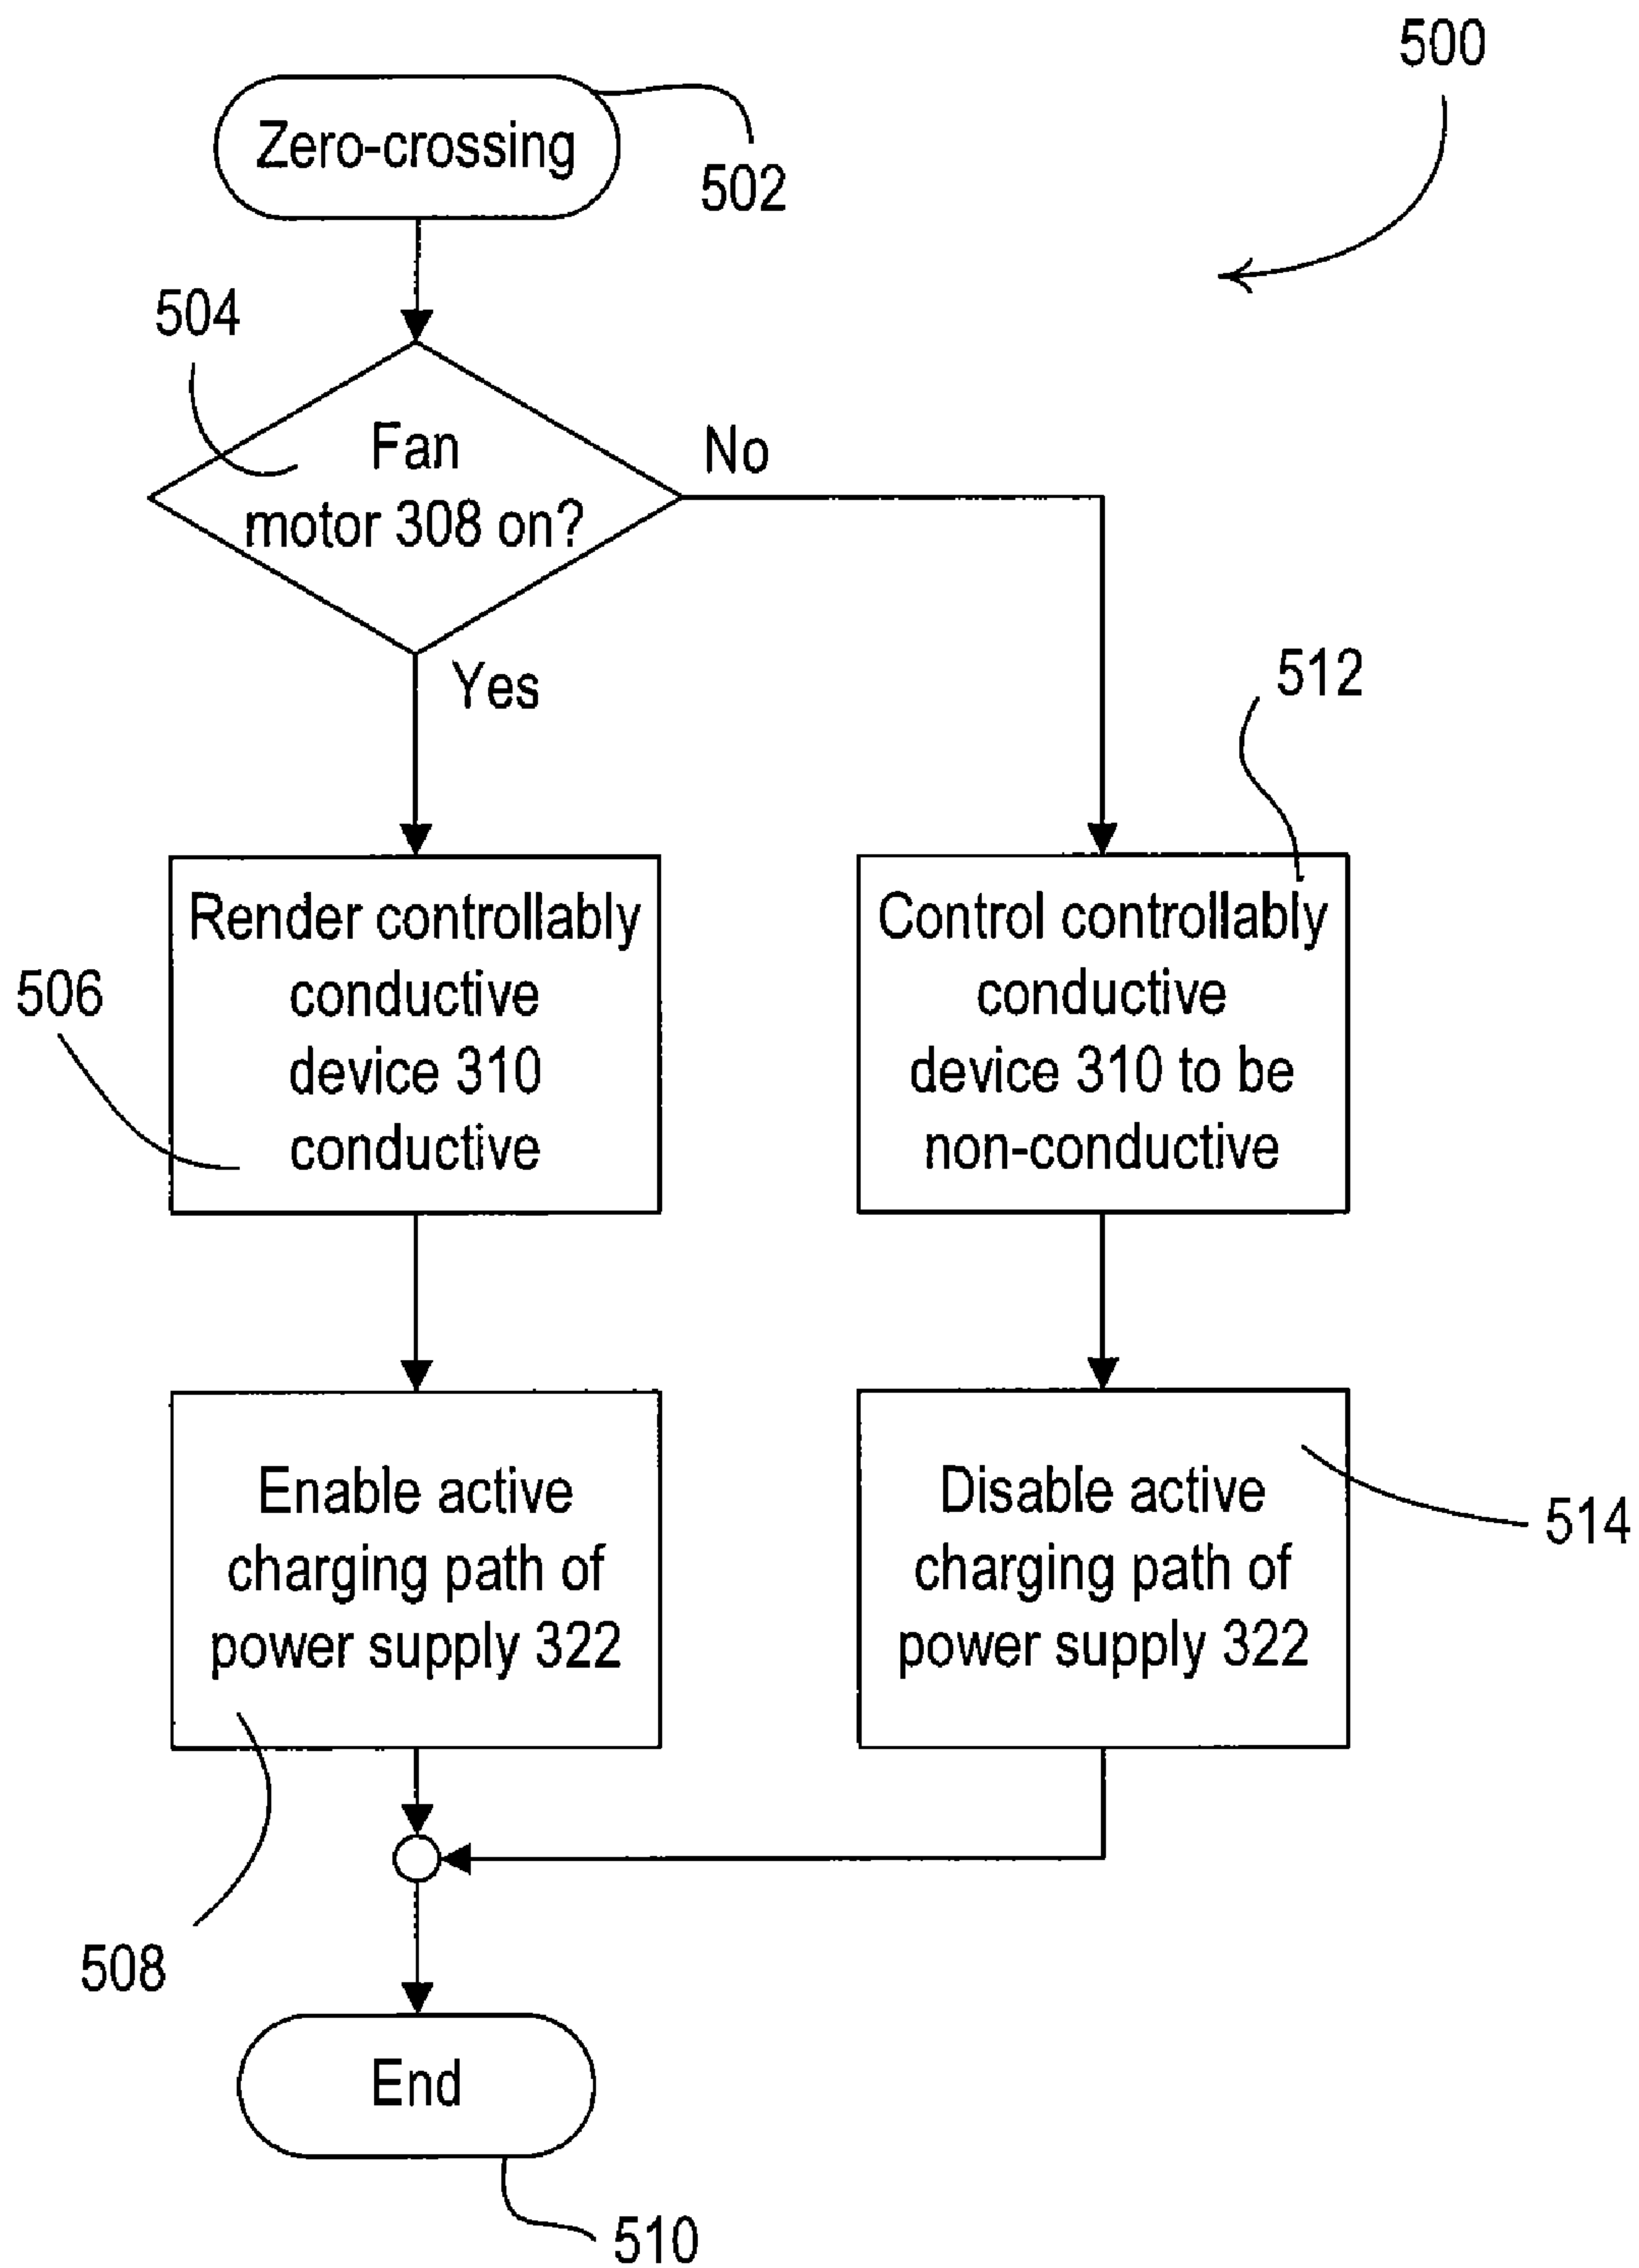 500
Zero-crossing
502
504
Fan
motor 308 on?
No
Yes
512
Render controllably
conductive
device 310
conductive
506
Control controllably
conductive
device 310 to be
non-conductive
Enable active
charging path of
power supply 322
Disable active
charging path of
power supply 322
514
508
End
510